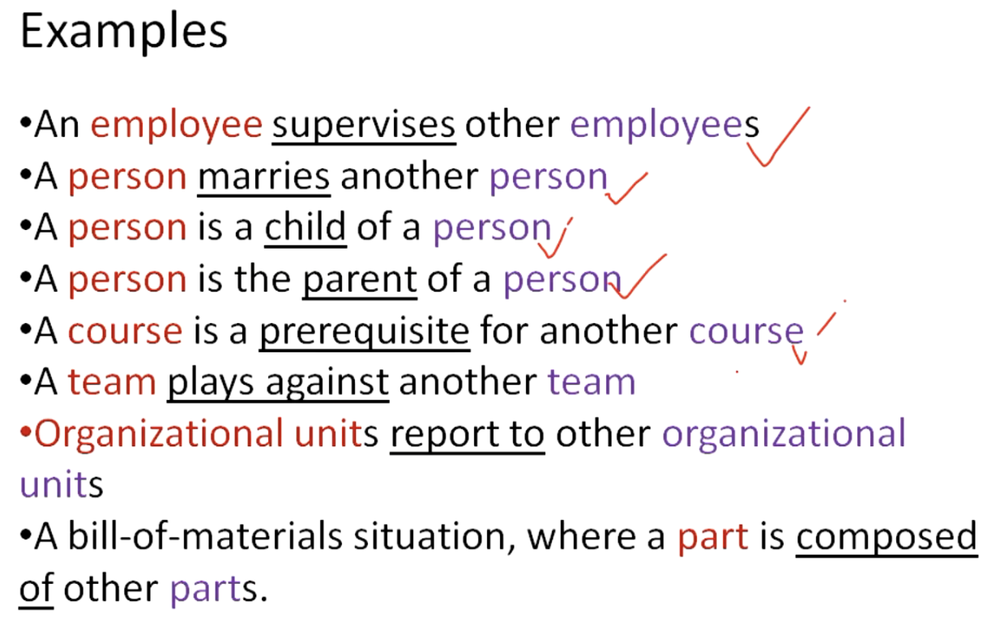 Examples
•An employee supervises other employees
•A person marries another person
•A person is a child of a person
•A person is the parent of a person
•A course is a prerequisite for another course
•A team plays against another team
•Organizational units report to other organizational
units
•A bill-of-materials situation, where a part is composed
of other parts.